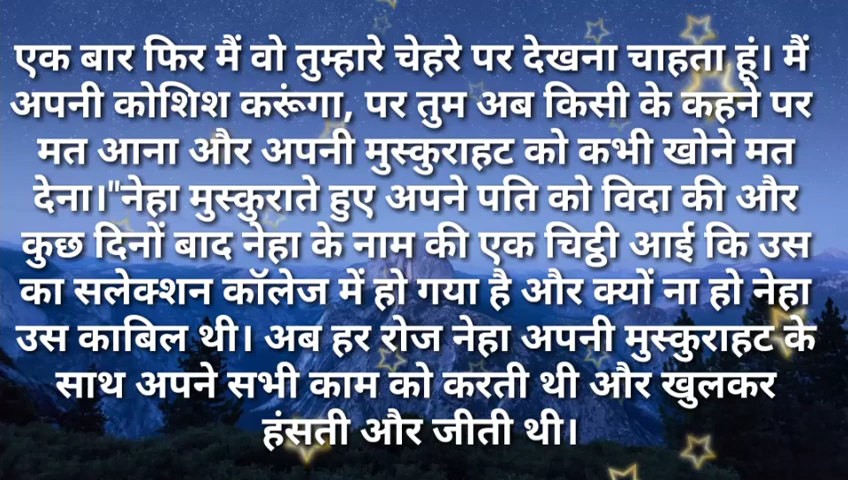 एक बार फिर मैं वो तुम्हारे चेहरे पर देखना चाहता हूं। मैं
अपनी कोशिश करूंगा, पर तुम अब किसी के कहने पर
मत आना और अपनी मुस्कुराहट को कभी खोने मत
देना।"नेहा मुस्कुराते हुए अपने पति को विदा की और
कुछ दिनों बाद नेहा के नाम की एक चिट्ठी आई कि उस
का सलेक्शन कॉलेज में हो गया है और क्यों ना हो नेहा
उस काबिल थी। अब हर रोज नेहा अपनी मुस्कुराहट के
साथ अपने सभी काम को करती थी और खुलकर
हंसती और जीती थी।